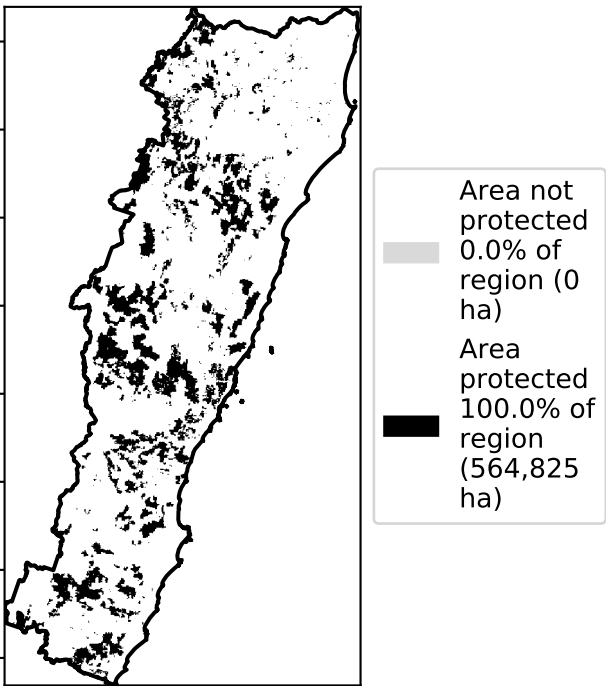 Area not
protected
0.0% of
region (0
ha)
Area
protected
100.0% of
region
(564,825
ha)